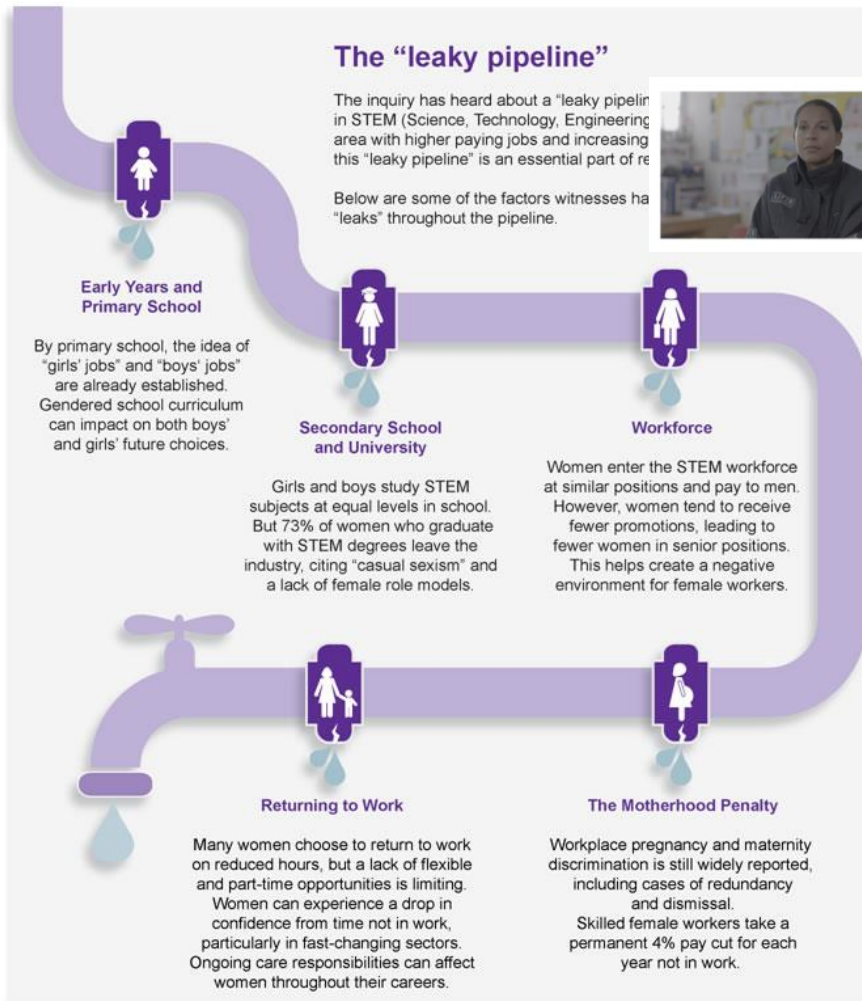 The “leaky pipeline”
The inquiry has heard about a “leaky
in STEM (Science, Technology, Engineering
area with higher paying jobs and increasing
this “leaky pipeline” is an essential part of
Below are some of the factors witnesses
“leaks” throughout the pipeline.
Early Years and
Primary School
By primary school, the idea of
“girls’ jobs” and “boys‘ jobs”
are already established.
Gendered school curriculum
can impact on both boys’
and girls’ future choices.
Secondary School
and University
Girls and boys study STEM
subjects at equal levels in school.
But 73% of women who graduate
with STEM degrees leave the
industry, citing “casual sexism” and
a lack of female role models.
Workforce
Women enter the STEM workforce
at similar positions and pay to men.
However, women tend to receive
fewer promotions, leading to
fewer women in senior positions.
This helps create a negative
environment for female workers.
Returning to Work
Many women choose to return to work
on reduced hours, but a lack of flexible
and part-time opportunities is limiting.
Women can experience a drop in
confidence from time not in work,
particularly in fast-changing sectors.
Ongoing care responsibilities can affect
women throughout their careers.
The Motherhood Penalty
Workplace pregnancy and maternity
discrimination is still widely reported,
including cases of redundancy
and dismissal.
Skilled female workers take a
permanent 4% pay cut for each
year not in work.